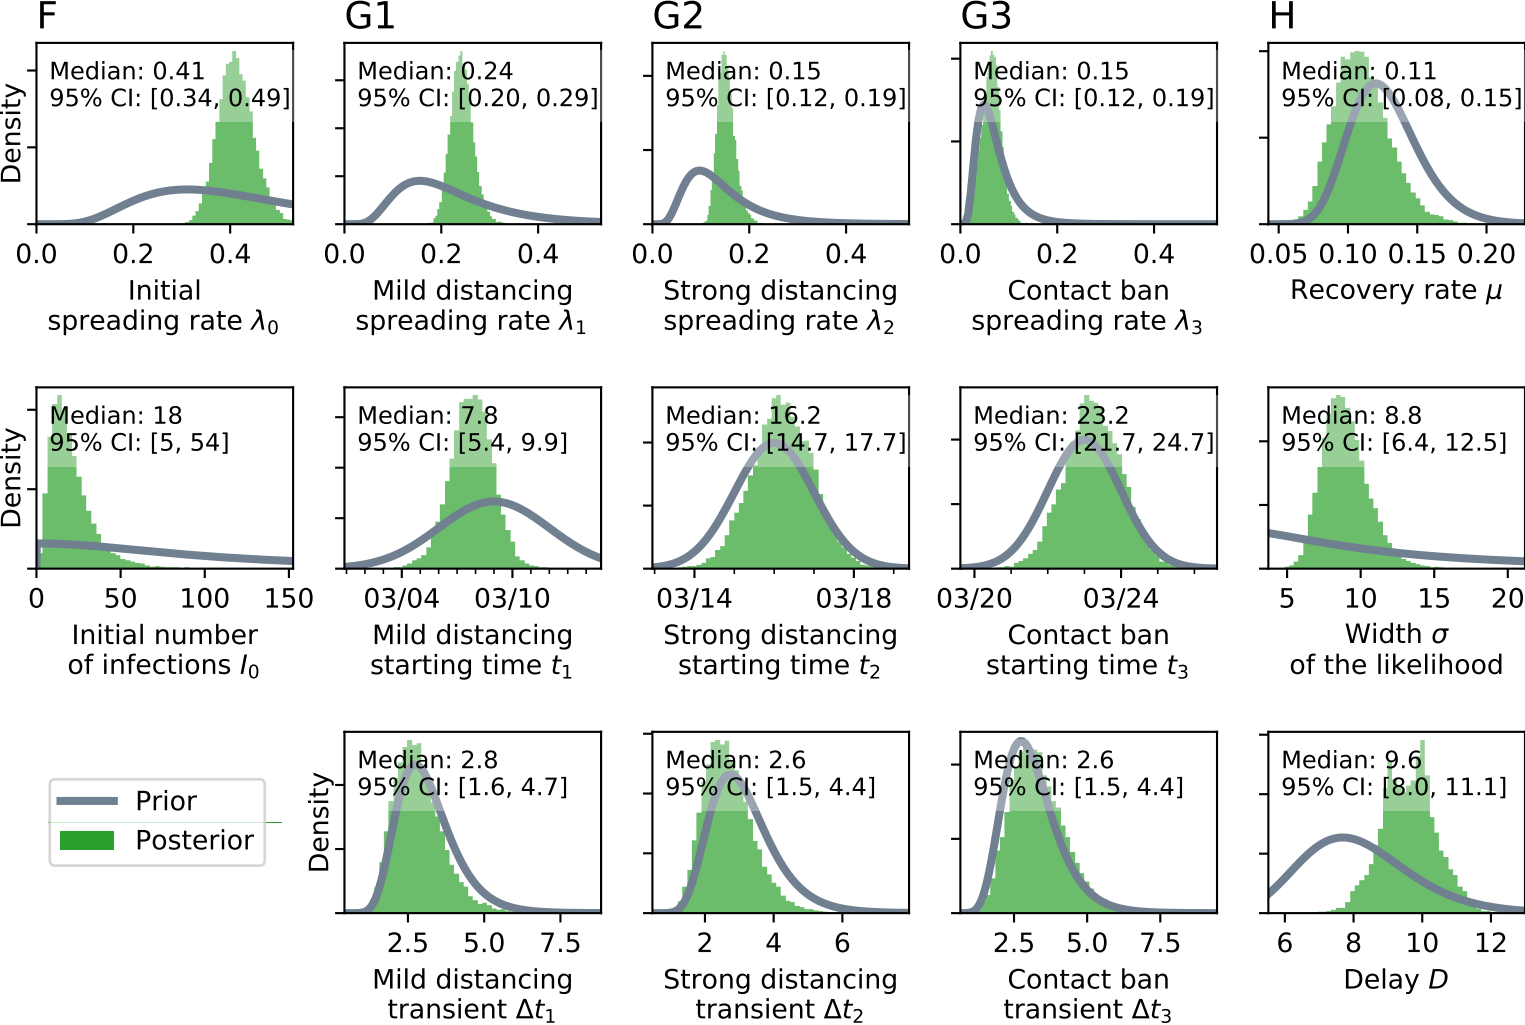 F G1 G2 G3 H
Density
Median: 0.41
95% CI: [0.34, 0.49]
0.0 0.2 0.4
Initial
spreading rate λ0
Median: 0.24
95% CI: [0.20, 0.29]
0.0 0.2 0.4
Mild distancing
spreading rate λ1
Median: 0.15
95% CI: [0.12, 0.19]
0.0 0.2 0.4
Strong distancing
spreading rate λ2
Median: 0.15
95% CI: [0.12, 0.19]
0.0 0.2 0.4
Contact ban
spreading rate λ3
Median: 0.11
95% CI: [0.08, 0.15]
0.05 0.10 0.15 0.20
Recovery rate μ
Density
Median: 18
95% CI: [5, 54]
0 50 100 150
Initial number
of infections I0
Median: 7.8
95% CI: [5.4, 9.9]
03/04 03/10
Mild distancing
starting time t1
Median: 16.2
95% CI: [14.7, 17.7]
03/14 03/18
Strong distancing
starting time t2
Median: 23.2
95% CI: [21.7, 24.7]
03/20 03/24
Contact ban
starting time t3
Median: 8.8
95% CI: [6.4, 12.5]
5 10 15 20
Width σ
of the likelihood
Prior
Posterior
Density
Median: 2.8
95% CI: [1.6, 4.7]
2.5 5.0 7.5
Mild distancing
transient Δt1
Median: 2.6
95% CI: [1.5, 4.4]
2 4 6
Strong distancing
transient Δt2
Median: 2.6
95% CI: [1.5, 4.4]
2.5 5.0 7.5
Contact ban
transient Δt3
Median: 9.6
95% CI: [8.0, 11.1]
6 8 10 12
Delay D